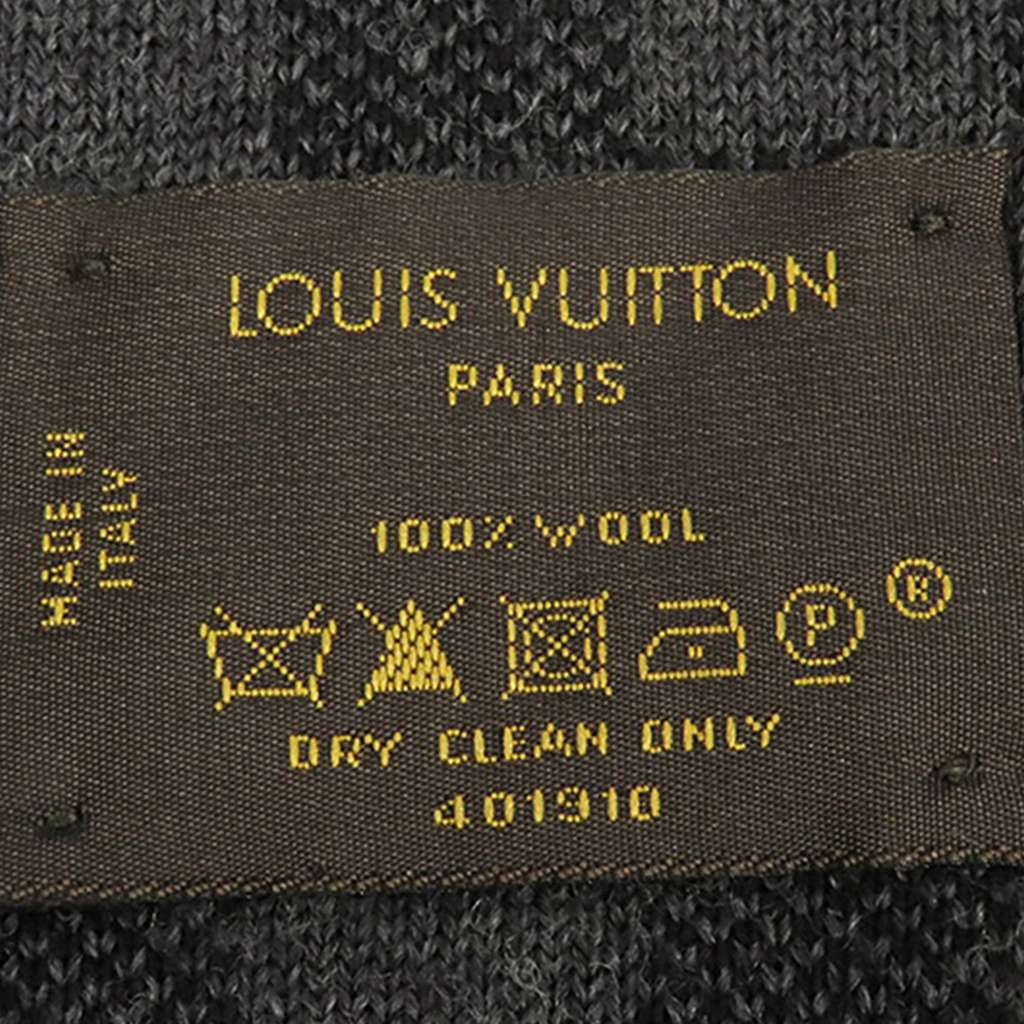 LOUIS VUITTON
PARIS
MADE IN
ITALY
100% WOOL
P
®
DRY CLEAN ONLY
401910